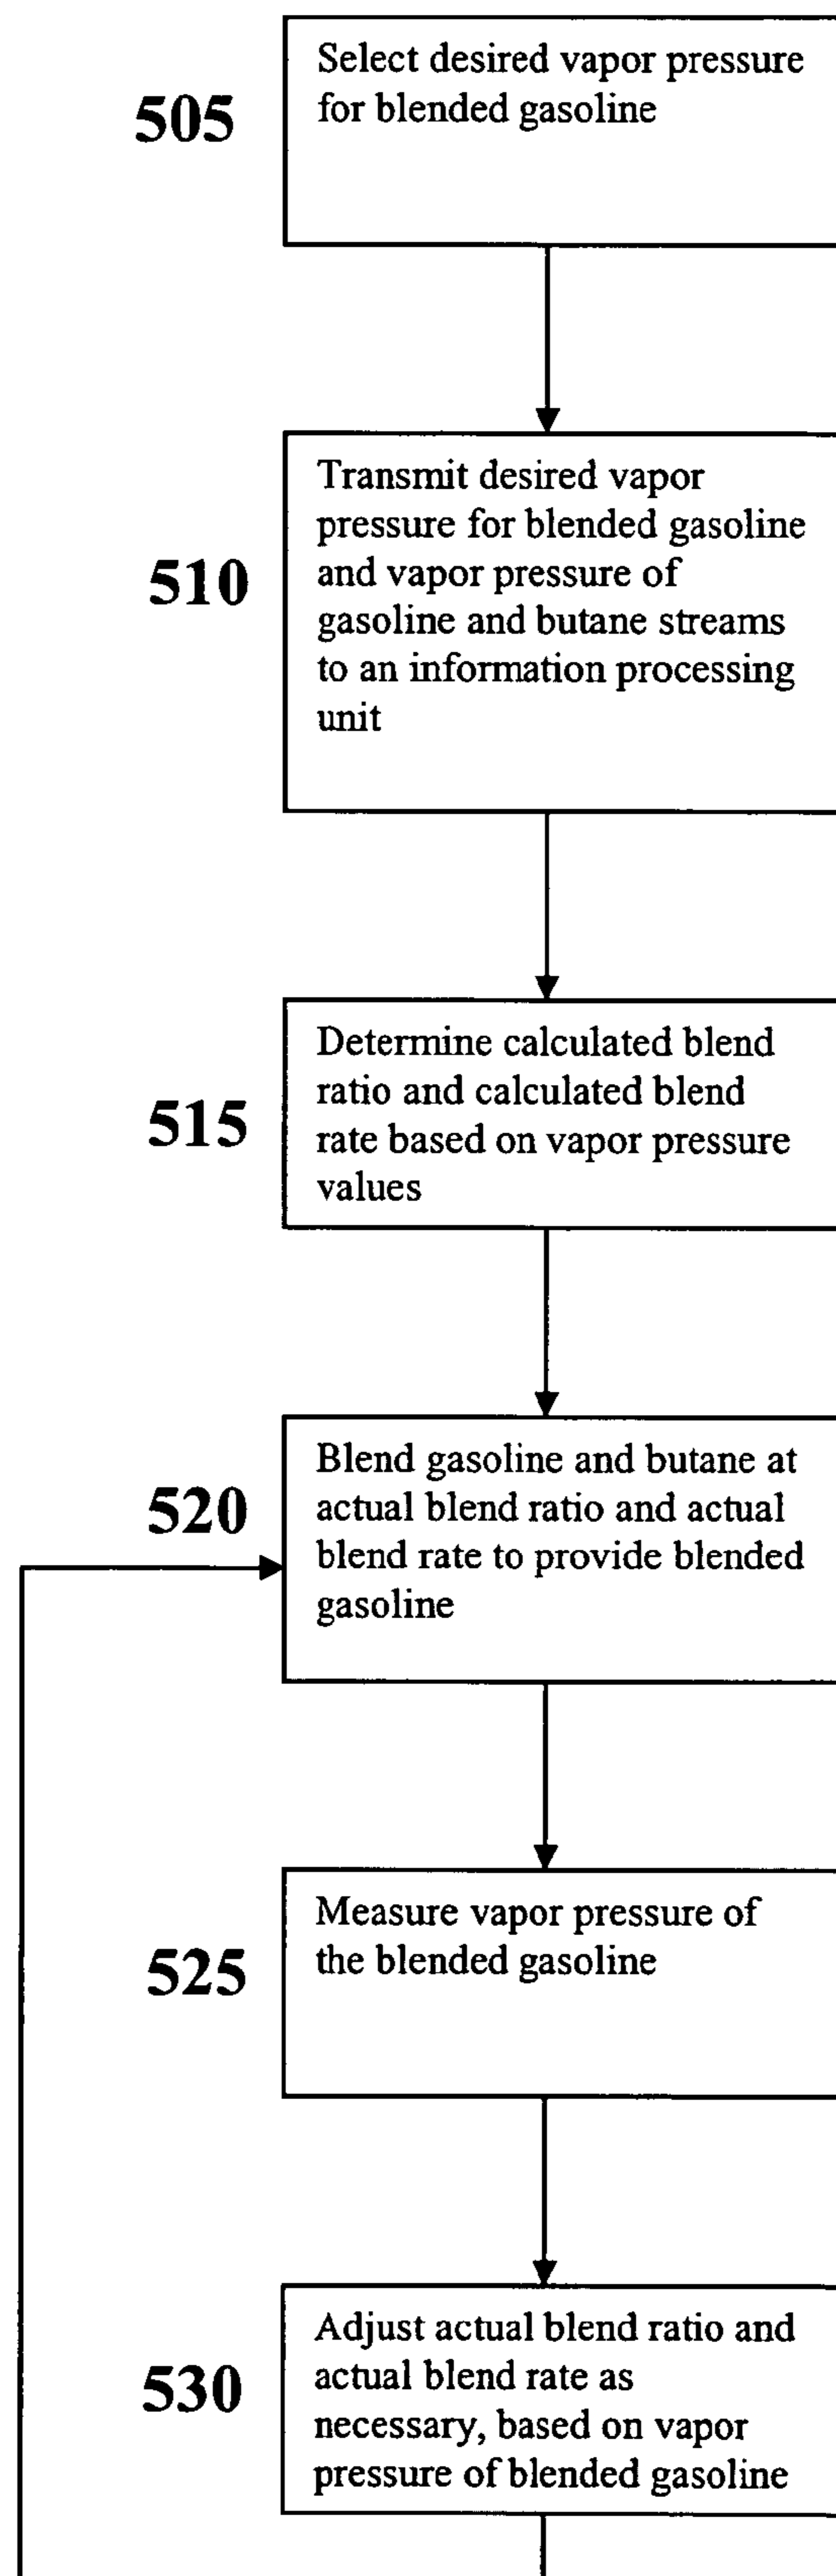 505
Select desired vapor pressure
for blended gasoline
510
Transmit desired vapor
pressure for blended gasoline
and vapor pressure of
gasoline and butane streams
to an information processing
unit
515
Determine calculated blend
ratio and calculated blend
rate based on vapor pressure
values
520
Blend gasoline and butane at
actual blend ratio and actual
blend rate to provide blended
gasoline
525
Measure vapor pressure of
the blended gasoline
530
Adjust actual blend ratio and
actual blend rate as
necessary, based on vapor
pressure of blended gasoline